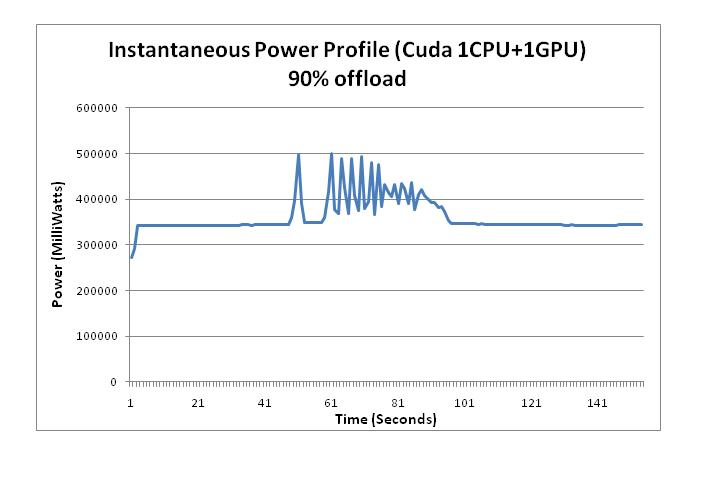 Instantaneous Power Profile (Cuda 1CPU+1GPU)
90% offload
600000
500000
400000
300000
200000
100000
0
Power (MilliWatts)
1 21 41 61 81 101 121 141
Time (Seconds)